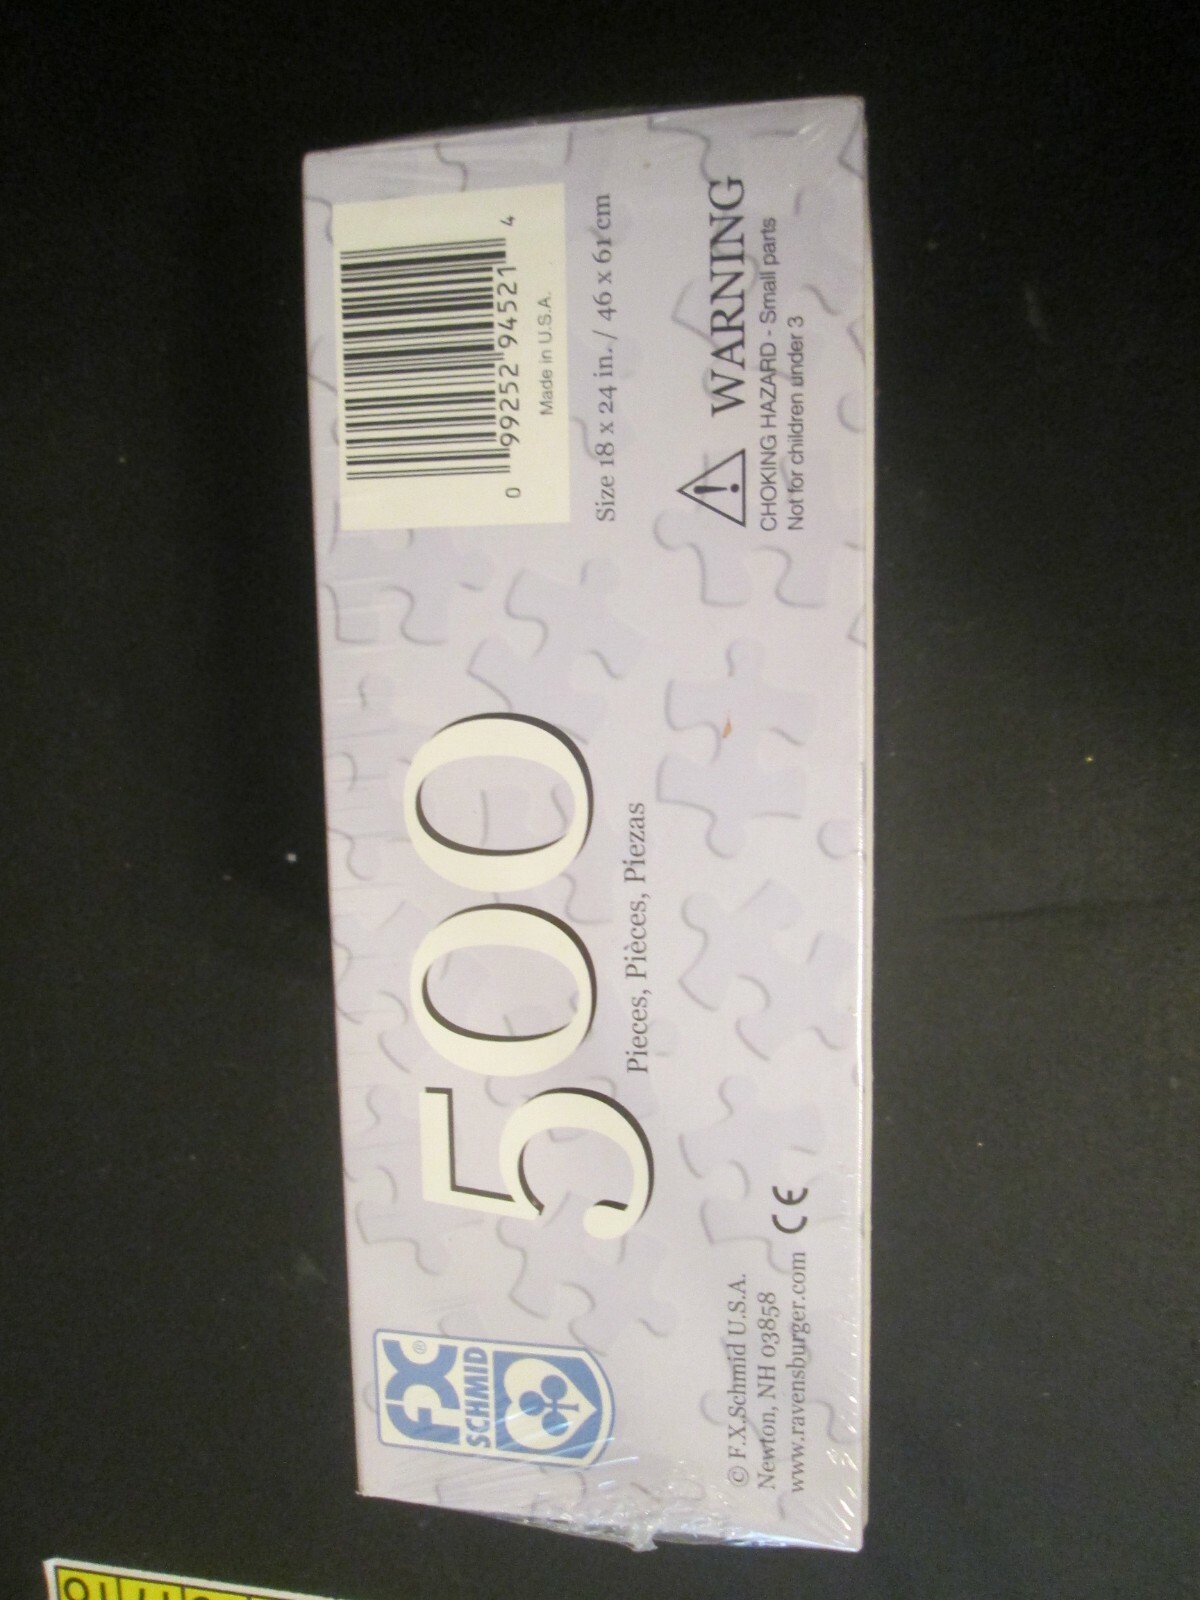 FX®
SCHMID
500
Pieces, Pièces, Piezas
© F.X.Schmid U.S.A.
Newton, NH 03858
www.ravensburger.com CE
0 99252 94521 4
Made in U.S.A.
Size 18 x 24 in. / 46 x 61 cm
WARNING
CHOKING HAZARD - Small parts
Not for children under 3